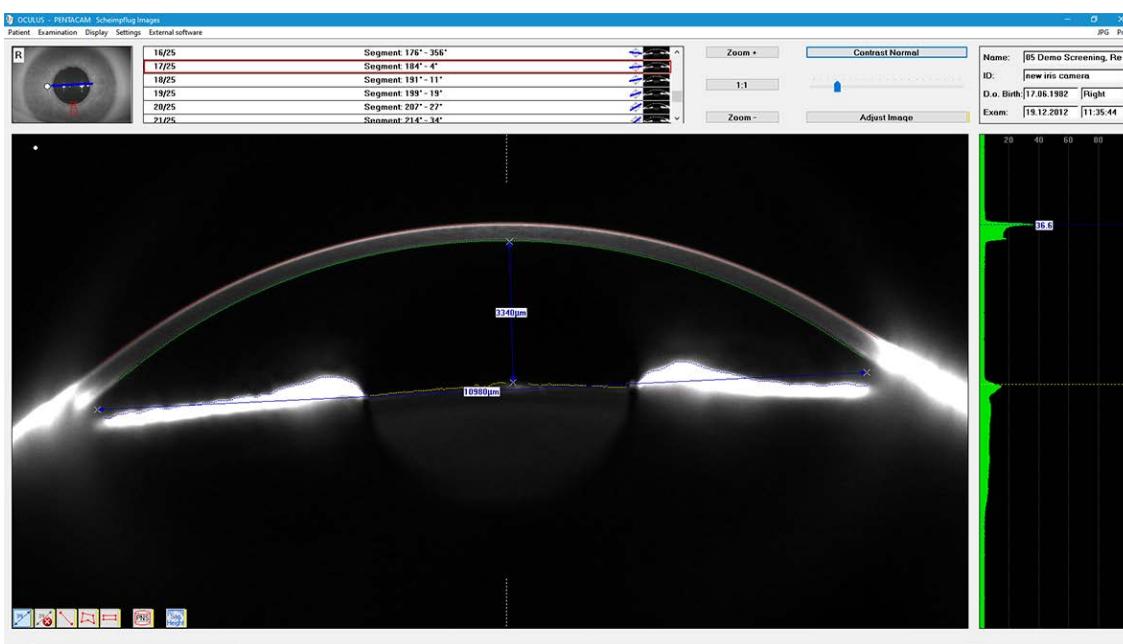 OCULUS - PENTACAM Scheimpflug Images
Patient Examination Display Settings External software JPG
R
16/25 Segment: 176° - 356°
17/25 Segment: 184° - 4°
18/25 Segment: 191° - 11°
19/25 Segment: 199° - 19°
20/25 Segment: 207° - 27°
21/25 Segment: 214° - 34°
Zoom +
1:1
Zoom -
Contrast Normal
Adjust Image
Name: 05 Demo Screening, Re
ID: new iris camera
D.o. Birth: 17.06.1982 Right
Exam: 19.12.2012 11:35:44
20 40 60 80
36.6
3340µm
10980µm
PNS
Sag. Height